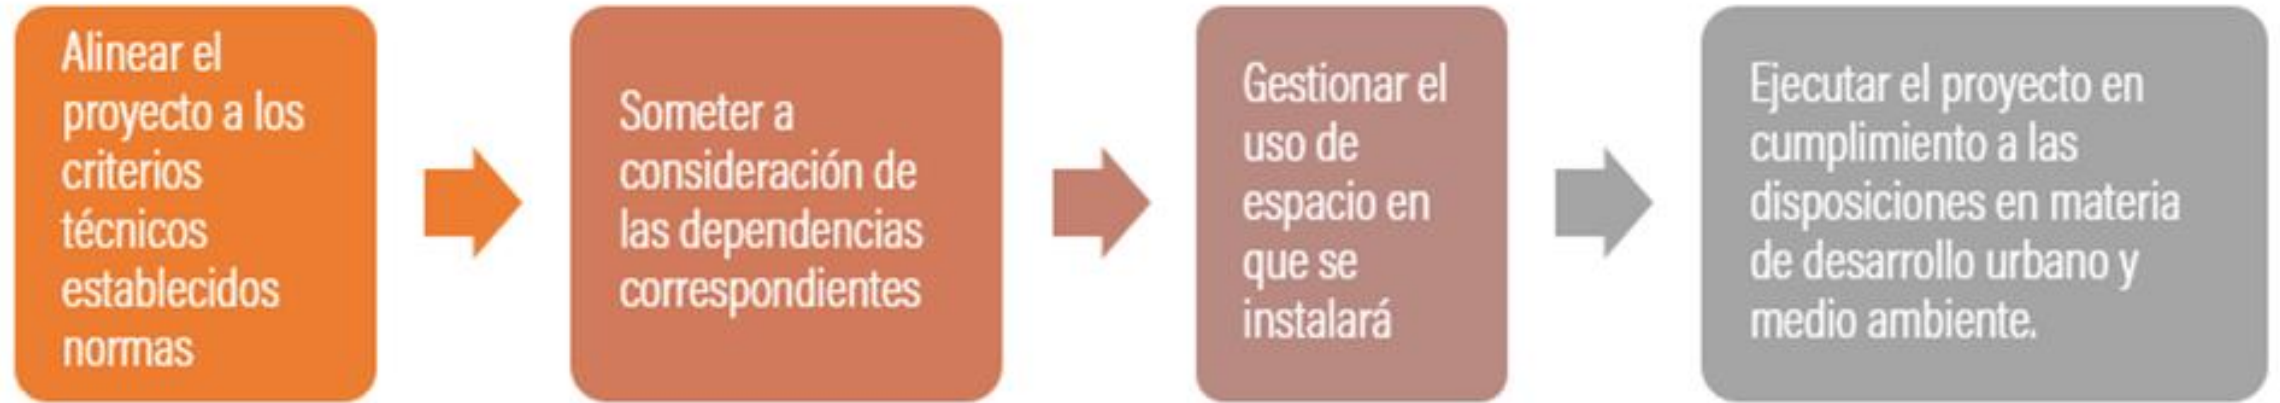 Alinear el
proyecto a los
criterios
técnicos
establecidos
normas
Someter a
consideración de
las dependencias
correspondientes
Gestionar el
uso de
espacio en
que se
instalará
Ejecutar el proyecto en
cumplimiento a las
disposiciones en materia
de desarrollo urbano y
medio ambiente.